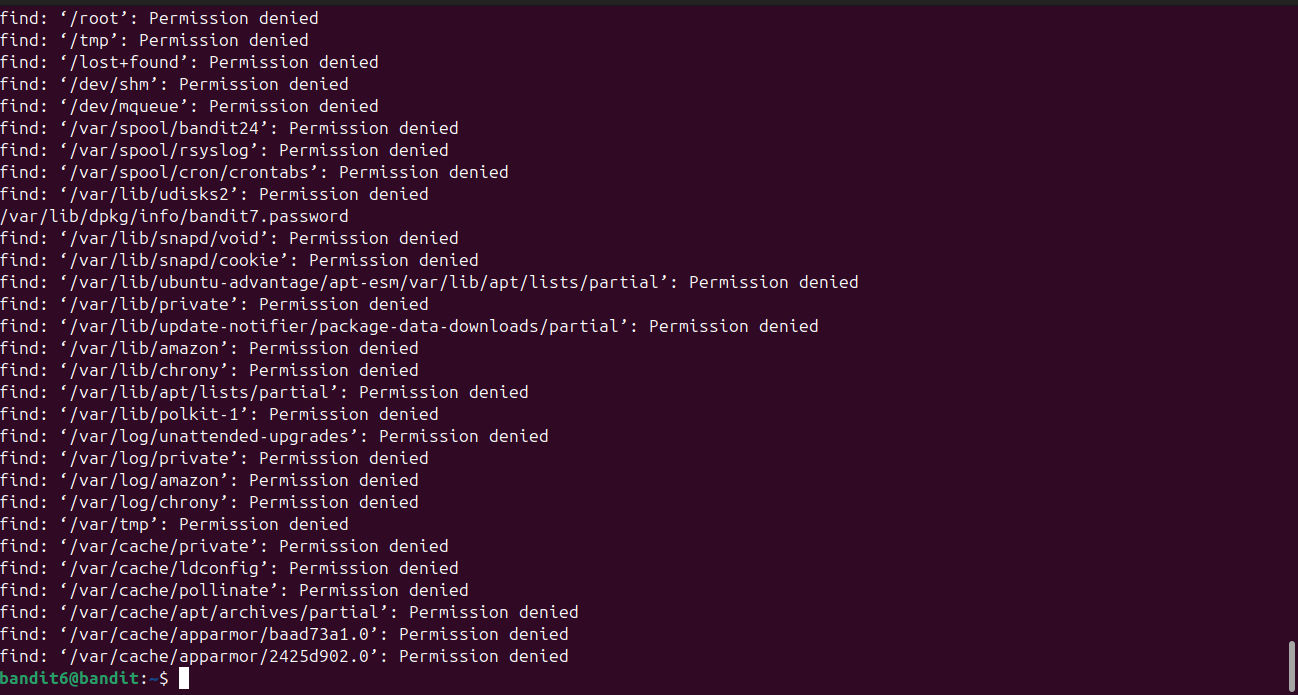 find: ‘/root’: Permission denied
find: ‘/tmp’: Permission denied
find: ‘/lost+found’: Permission denied
find: ‘/dev/shm’: Permission denied
find: ‘/dev/mqueue’: Permission denied
find: ‘/var/spool/bandit24’: Permission denied
find: ‘/var/spool/rsyslog’: Permission denied
find: ‘/var/spool/cron/crontabs’: Permission denied
find: ‘/var/lib/udisks2’: Permission denied
/var/lib/dpkg/info/bandit7.password
find: ‘/var/lib/snapd/void’: Permission denied
find: ‘/var/lib/snapd/cookie’: Permission denied
find: ‘/var/lib/ubuntu-advantage/apt-esm/var/lib/apt/lists/partial’: Permission denied
find: ‘/var/lib/private’: Permission denied
find: ‘/var/lib/update-notifier/package-data-downloads/partial’: Permission denied
find: ‘/var/lib/amazon’: Permission denied
find: ‘/var/lib/chrony’: Permission denied
find: ‘/var/lib/apt/lists/partial’: Permission denied
find: ‘/var/lib/polkit-1’: Permission denied
find: ‘/var/log/unattended-upgrades’: Permission denied
find: ‘/var/log/private’: Permission denied
find: ‘/var/log/amazon’: Permission denied
find: ‘/var/log/chrony’: Permission denied
find: ‘/var/tmp’: Permission denied
find: ‘/var/cache/private’: Permission denied
find: ‘/var/cache/ldconfig’: Permission denied
find: ‘/var/cache/pollinate’: Permission denied
find: ‘/var/cache/apt/archives/partial’: Permission denied
find: ‘/var/cache/apparmor/baad73a1.0’: Permission denied
find: ‘/var/cache/apparmor/2425d902.0’: Permission denied
bandit6@bandit:~$